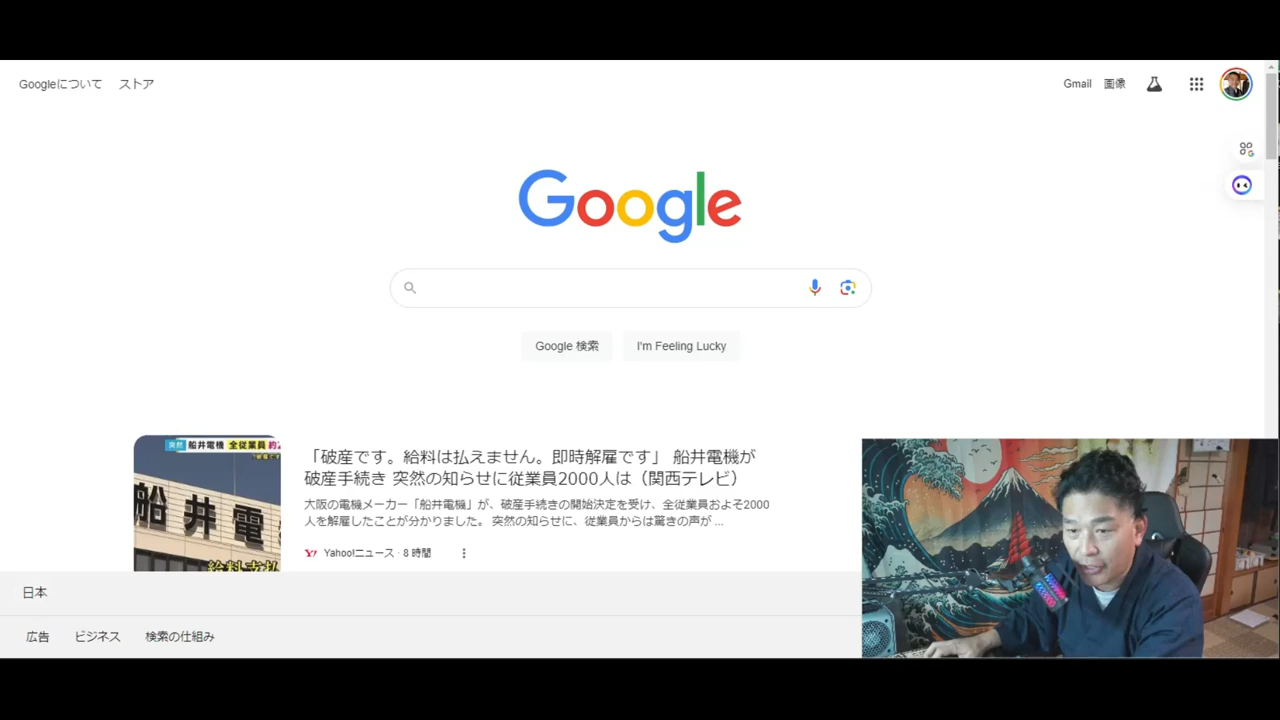 Googleについて ストア
Gmail 画像
Google
Google 検索 I'm Feeling Lucky
突然 船井電機 全従業員 約2
船井電
給料支払
「破産です。給料は払えません。即時解雇です」 船井電機が
破産手続き 突然の知らせに従業員2000人は（関西テレビ）
大阪の電機メーカー「船井電機」が、破産手続きの開始決定を受け、全従業員およそ2000
人を解雇したことが分かりました。 突然の知らせに、従業員からは驚きの声が ...
Yahoo!ニュース · 8 時間
日本
広告 ビジネス 検索の仕組み